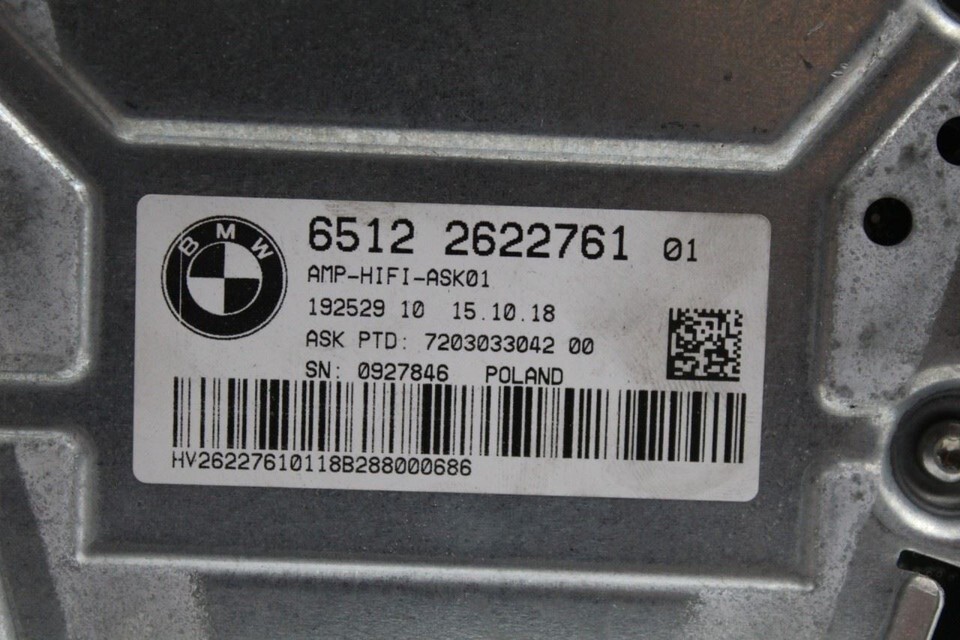 BMW
6512 2622761 01
AMP-HIFI-ASK01
192529 10 15.10.18
ASK PTD: 7203033042 00
SN: 0927846 POLAND
HV26227610118B288000686